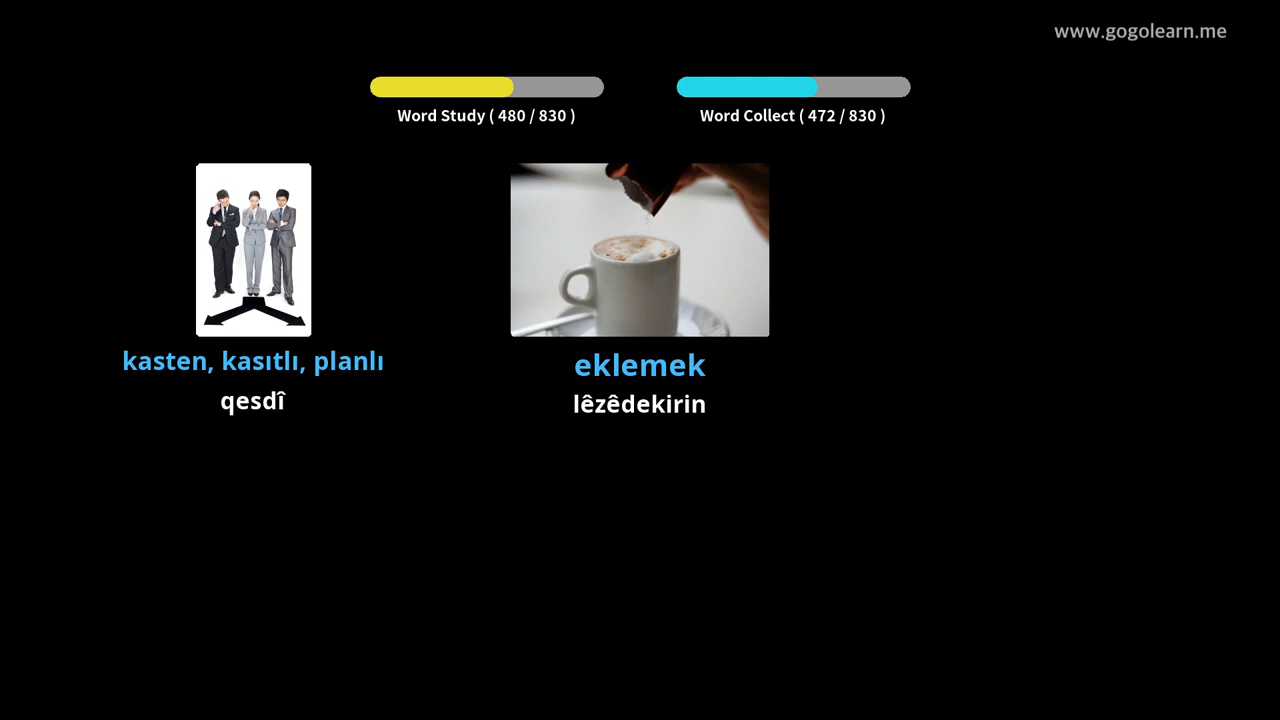 www.gogolearn.me
Word Study ( 480 / 830 )
Word Collect ( 472 / 830 )
kasten, kasıtlı, planlı
qesdî
eklemek
lêzêdekirin